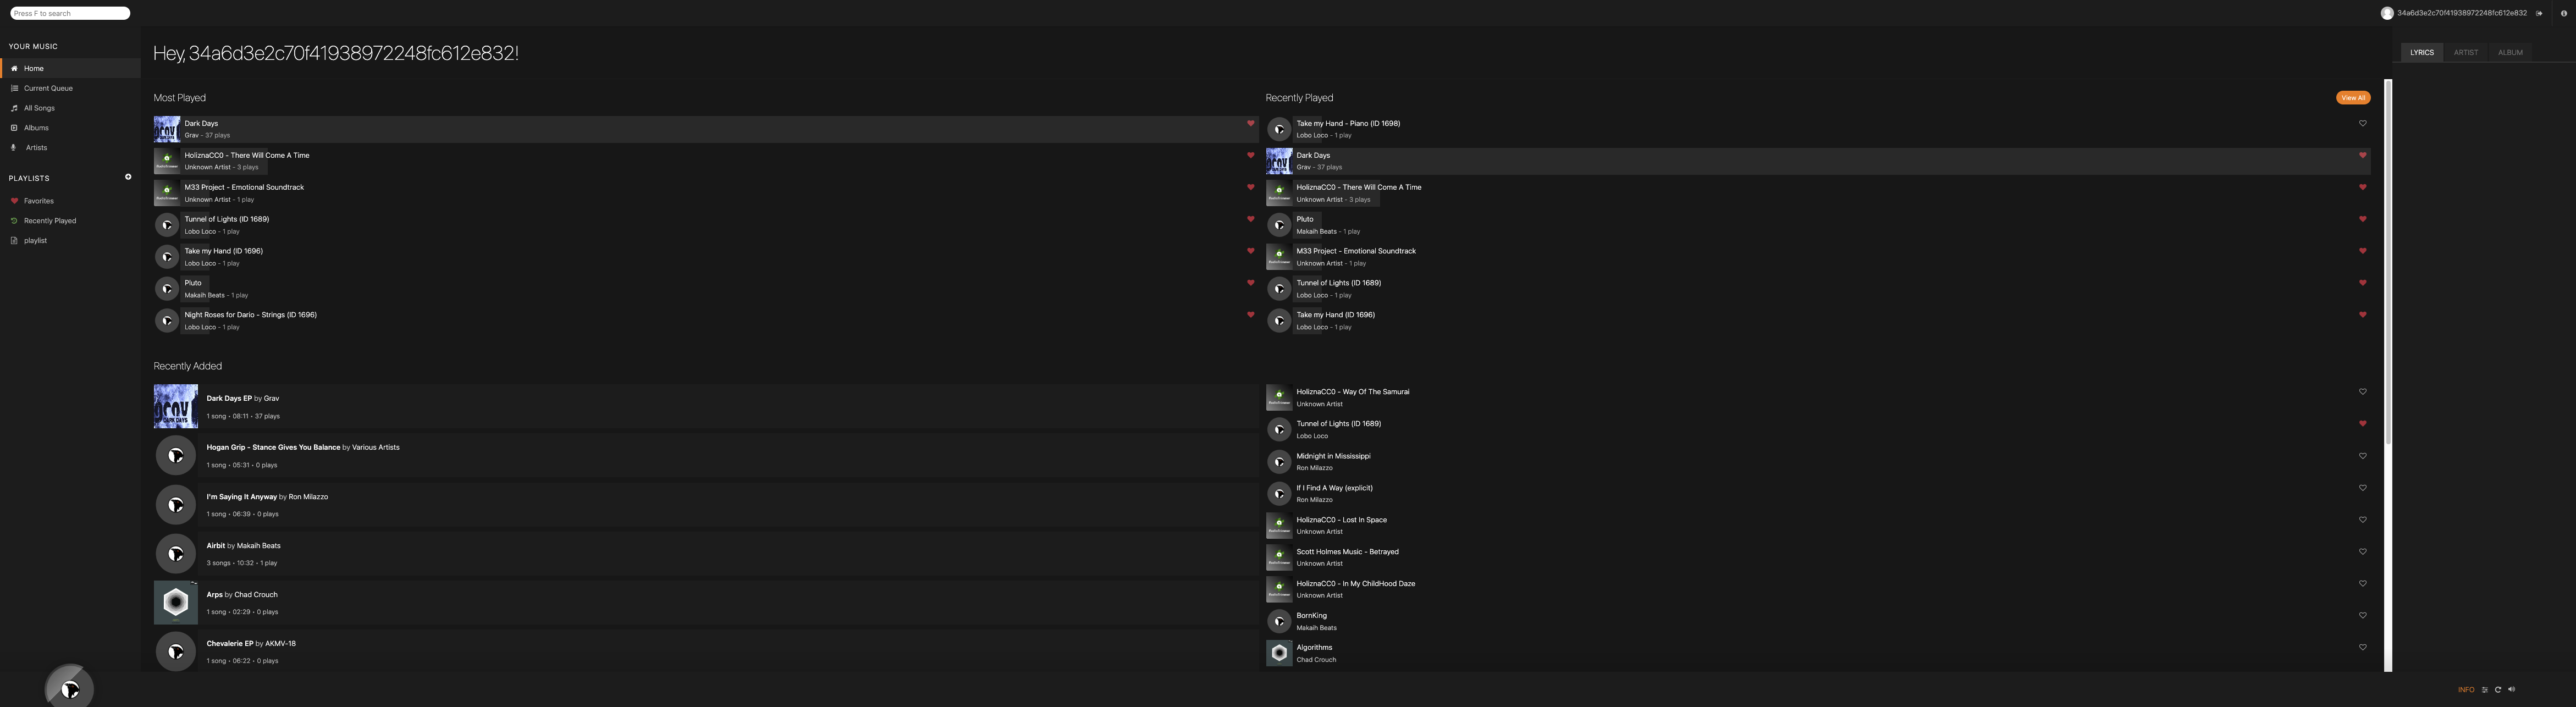 Press F to search
34a6d3e2c70f41938972248fc612e832
YOUR MUSIC
Home
Current Queue
All Songs
Albums
Artists
PLAYLISTS
Favorites
Recently Played
playlist
Hey, 34a6d3e2c70f41938972248fc612e832!
Most Played
Dark Days
Grav - 37 plays
HoliznaCC0 - There Will Come A Time
Unknown Artist - 3 plays
M33 Project - Emotional Soundtrack
Unknown Artist - 1 play
Tunnel of Lights (ID 1689)
Lobo Loco - 1 play
Take my Hand (ID 1696)
Lobo Loco - 1 play
Pluto
Makaih Beats - 1 play
Night Roses for Dario - Strings (ID 1696)
Lobo Loco - 1 play
Recently Played
View All
Take my Hand - Piano (ID 1698)
Lobo Loco - 1 play
Dark Days
Grav - 37 plays
HoliznaCC0 - There Will Come A Time
Unknown Artist - 3 plays
Pluto
Makaih Beats - 1 play
M33 Project - Emotional Soundtrack
Unknown Artist - 1 play
Tunnel of Lights (ID 1689)
Lobo Loco - 1 play
Take my Hand (ID 1696)
Lobo Loco - 1 play
Recently Added
Dark Days EP by Grav
1 song • 08:11 • 37 plays
Hogan Grip - Stance Gives You Balance by Various Artists
1 song • 05:31 • 0 plays
I'm Saying It Anyway by Ron Milazzo
1 song • 06:39 • 0 plays
Airbit by Makaih Beats
3 songs • 10:32 • 1 play
Arps by Chad Crouch
1 song • 02:29 • 0 plays
Chevalerie EP by AKMV-18
1 song • 06:22 • 0 plays
HoliznaCC0 - Way Of The Samurai
Unknown Artist
Tunnel of Lights (ID 1689)
Lobo Loco
Midnight in Mississippi
Ron Milazzo
If I Find A Way (explicit)
Ron Milazzo
HoliznaCC0 - Lost In Space
Unknown Artist
Scott Holmes Music - Betrayed
Unknown Artist
HoliznaCC0 - In My ChildHood Daze
Unknown Artist
BornKing
Makaih Beats
Algorithms
Chad Crouch
LYRICS
ARTIST
ALBUM
INFO